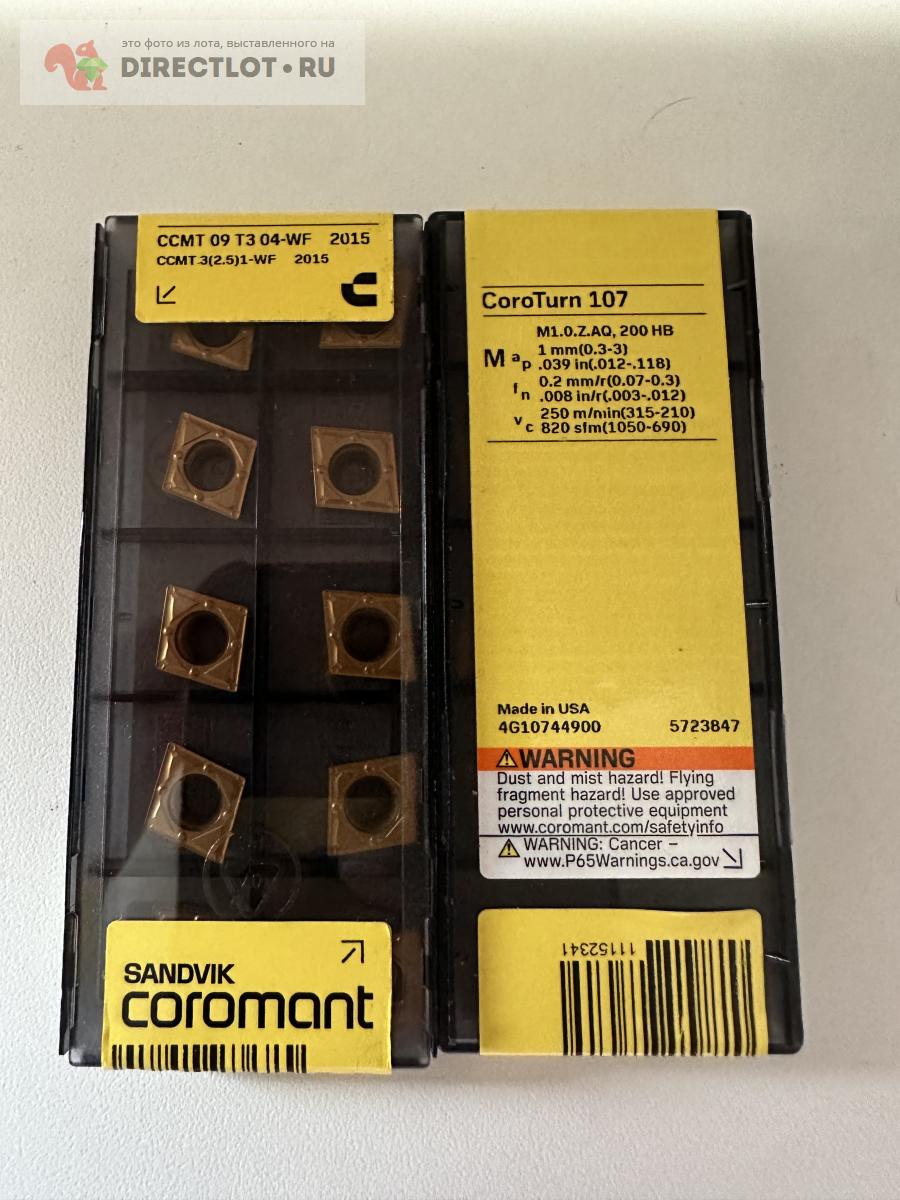 это фото из лота, выставленного на
DIRECTLOT.RU
CCMT 09 T3 04-WF 2015
CCMT 3(2.5)1-WF 2015
SANDVIK
coromant
CoroTurn 107
M1.0.Z.AQ, 200 HB
M ap 1 mm(0.3-3)
.039 in(.012-.118)
fn 0.2 mm/r(0.07-0.3)
.008 in/r(.003-.012)
vc 250 m/min(315-210)
820 sfm(1050-690)
Made in USA
4G10744900 5723847
⚠WARNING
Dust and mist hazard! Flying
fragment hazard! Use approved
personal protective equipment
www.coromant.com/safetyinfo
⚠ WARNING: Cancer –
www.P65Warnings.ca.gov
11152341